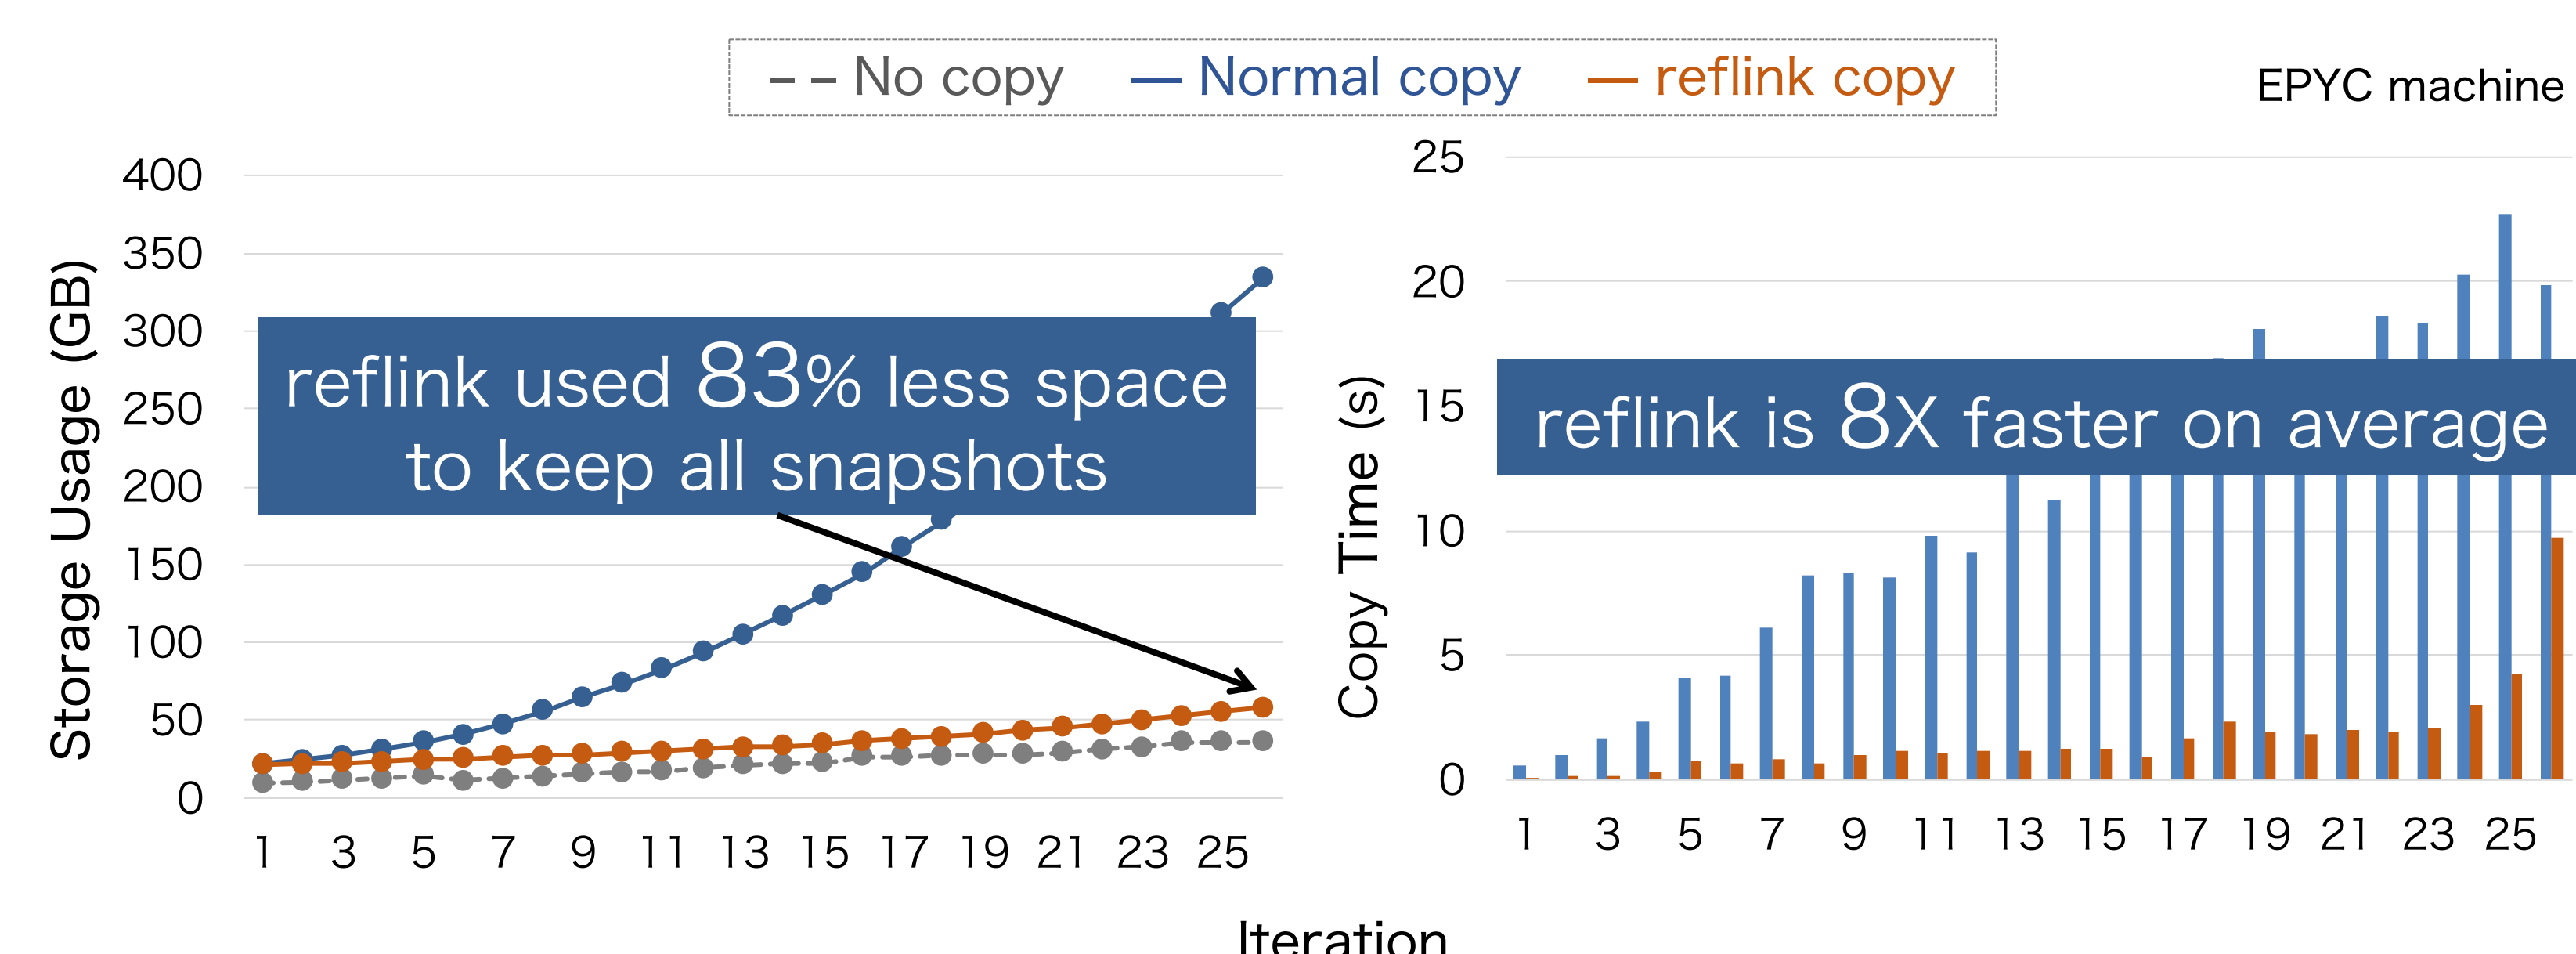 No copy Normal copy reflink copy
EPYC machine
Storage Usage (GB)
400
350
300
250
200
150
100
50
0
reflink used 83% less space
to keep all snapshots
1 3 5 7 9 11 13 15 17 19 21 23 25
Copy Time (s)
25
20
15
10
5
0
reflink is 8X faster on average
1 3 5 7 9 11 13 15 17 19 21 23 25
Iteration